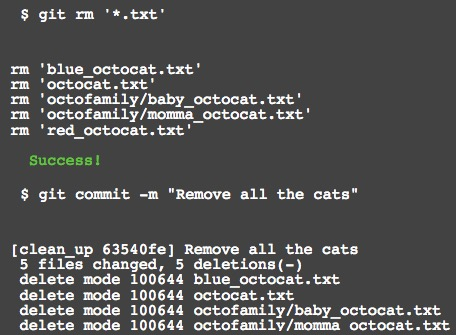 $ git rm '*.txt'
rm 'blue_octocat.txt'
rm 'octocat.txt'
rm 'octofamily/baby_octocat.txt'
rm 'octofamily/momma_octocat.txt'
rm 'red_octocat.txt'
Success!
$ git commit -m "Remove all the cats"
[clean_up 63540fe] Remove all the cats
5 files changed, 5 deletions(-)
delete mode 100644 blue_octocat.txt
delete mode 100644 octocat.txt
delete mode 100644 octofamily/baby_octocat.txt
delete mode 100644 octofamily/momma_octocat.txt